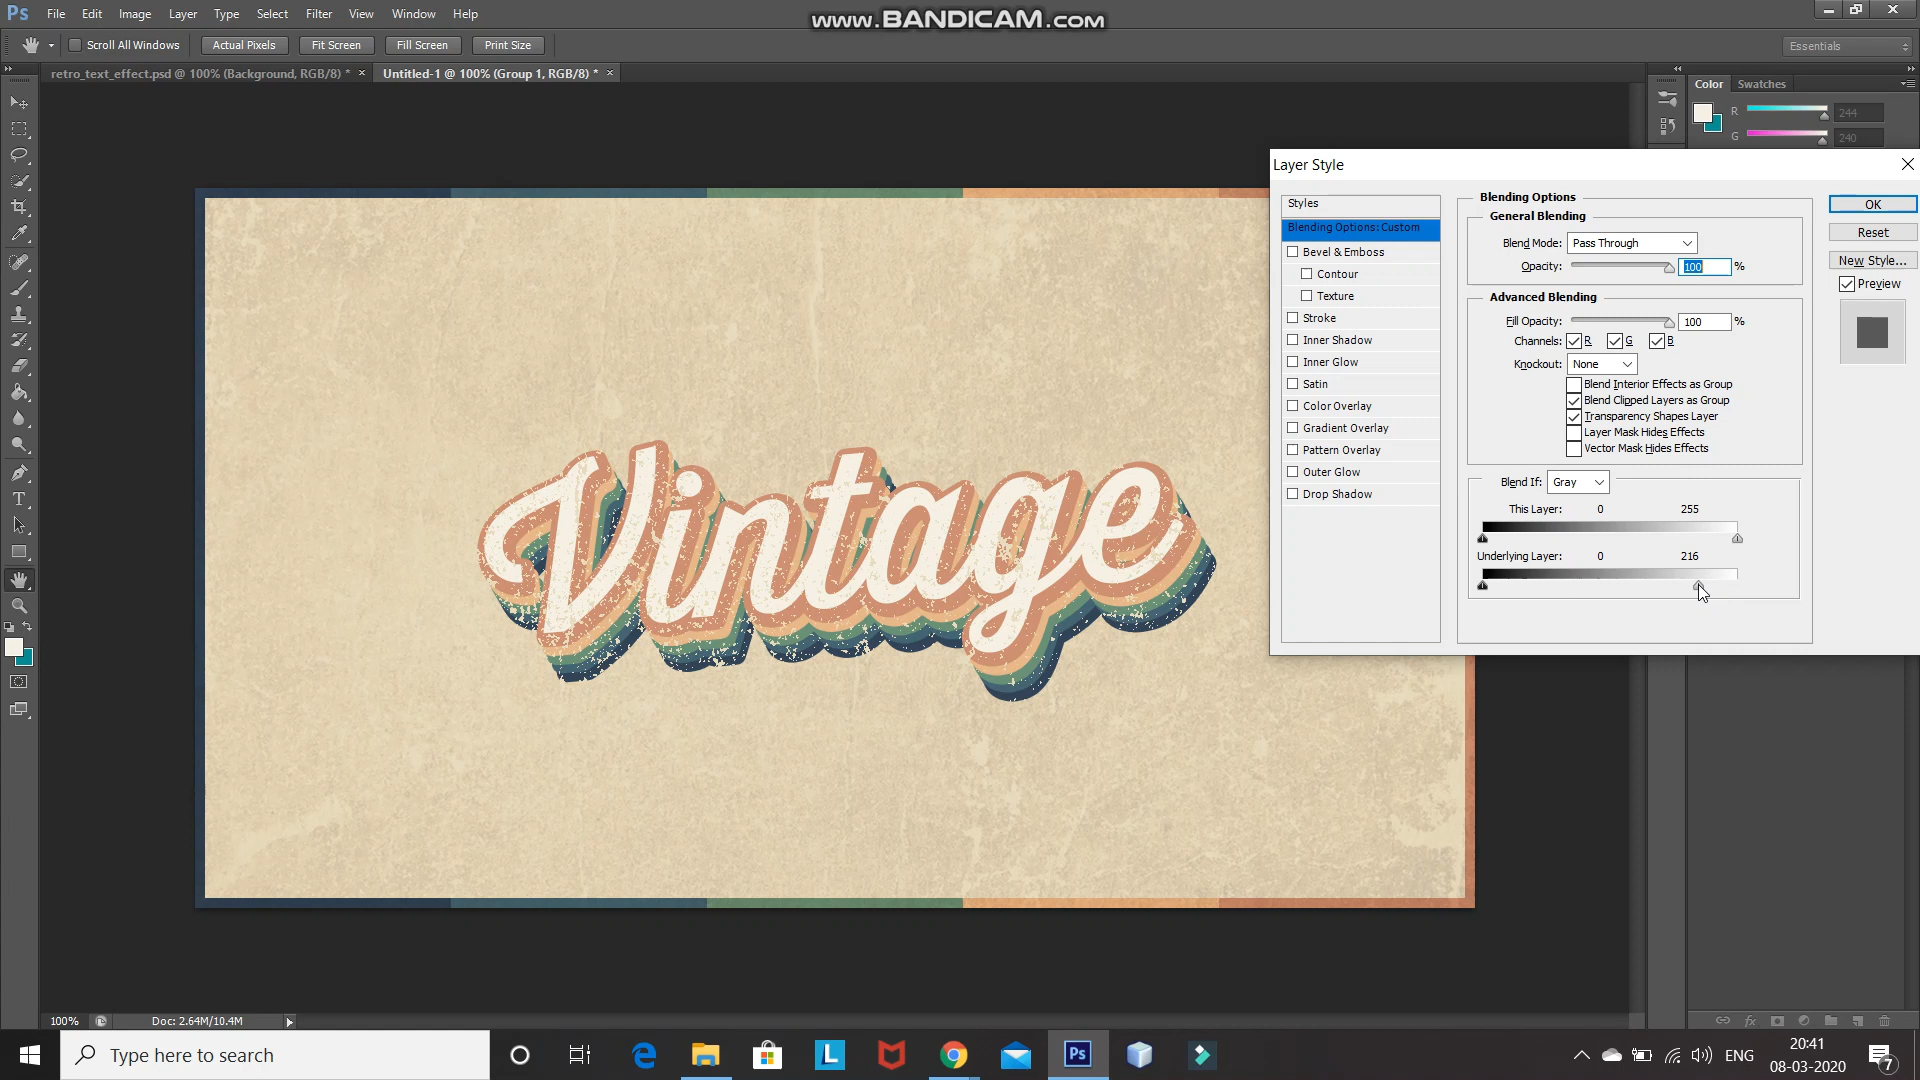 Ps File Edit Image Layer Type Select Filter View Window Help
www.BANDICAM.com
Scroll All Windows Actual Pixels Fit Screen Fill Screen Print Size
Essentials
retro_text_effect.psd @ 100% (Background, RGB/8) * × Untitled-1 @ 100% (Group 1, RGB/8) * ×
Color Swatches
R 244
G 240
Layer Style
Styles
Blending Options: Custom
Bevel & Emboss
Contour
Texture
Stroke
Inner Shadow
Inner Glow
Satin
Color Overlay
Gradient Overlay
Pattern Overlay
Outer Glow
Drop Shadow
Blending Options
General Blending
Blend Mode: Pass Through
Opacity: 100 %
Advanced Blending
Fill Opacity: 100 %
Channels: R G B
Knockout: None
Blend Interior Effects as Group
Blend Clipped Layers as Group
Transparency Shapes Layer
Layer Mask Hides Effects
Vector Mask Hides Effects
Blend If: Gray
This Layer: 0 255
Underlying Layer: 0 216
OK
Reset
New Style...
Preview
Vintage
100% Doc: 2.64M/10.4M
Type here to search
L
Ps
ENG
20:41
08-03-2020
7